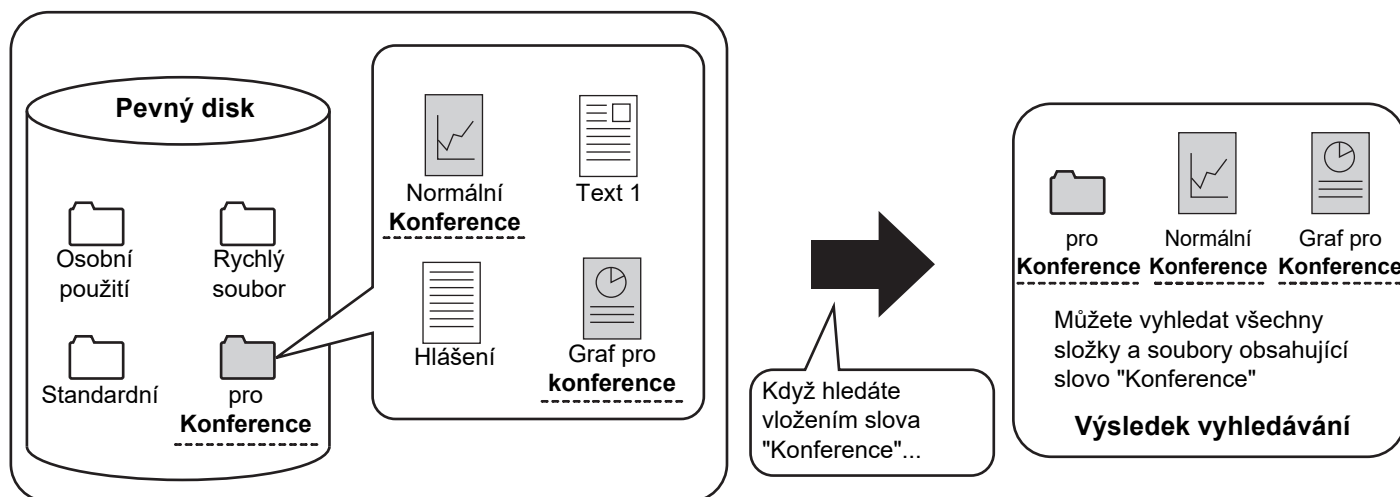 Pevný disk
Osobní
použití
Rychlý
soubor
Standardní
pro
Konference
Normální
Konference
Text 1
Hlášení
Graf pro
konference
Když hledáte
vložením slova
"Konference"...
pro
Konference
Normální
Konference
Graf pro
Konference
Můžete vyhledat všechny
složky a soubory obsahující
slovo "Konference"
Výsledek vyhledávání